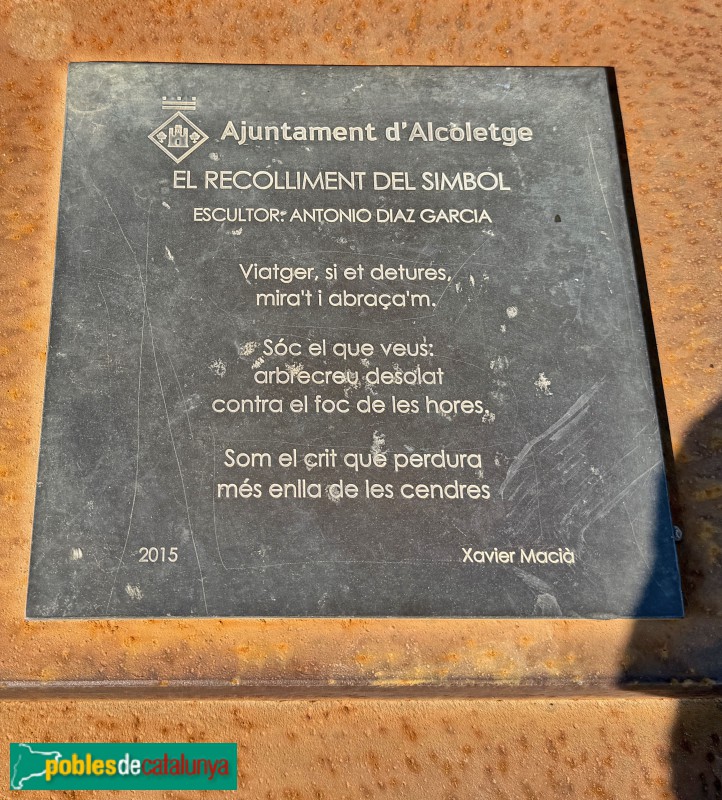 Ajuntament d'Alcoletge
EL RECOLLIMENT DEL SIMBOL
ESCULTOR: ANTONIO DIAZ GARCIA
Viatger, si et detures,
mira't i abraça'm.
Sóc el que veus:
arbrecreu desolat
contra el foc de les hores.
Som el crit que perdura
més enlla de les cendres
2015 Xavier Macià
poblesdecatalunya